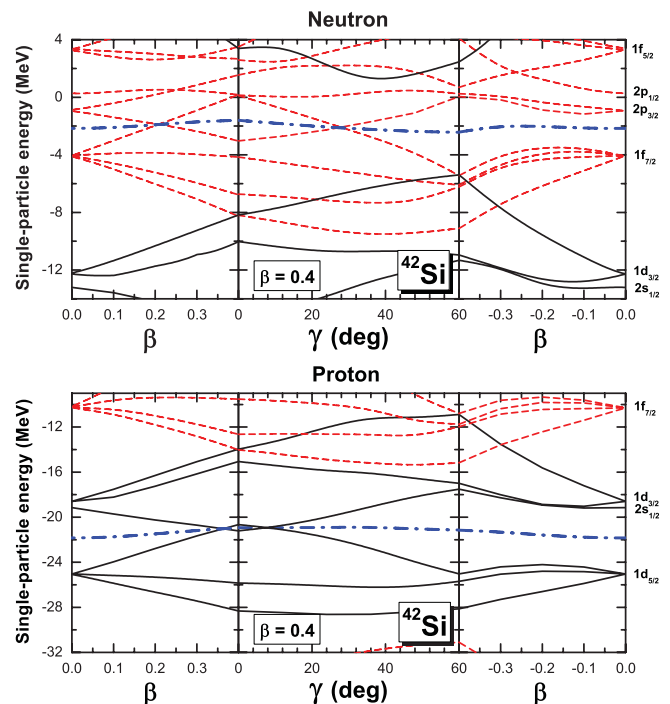 Neutron
Single-particle energy (MeV)
4
0
-4
-8
-12
1f5/2
2p1/2
2p3/2
1f7/2
1d3/2
2s1/2
β = 0.4
42Si
0.0 0.1 0.2 0.3 0 20 40 60 -0.3 -0.2 -0.1 0.0
β γ (deg) β
Proton
Single-particle energy (MeV)
-12
-16
-20
-24
-28
-32
1f7/2
1d3/2
2s1/2
1d5/2
β = 0.4
42Si
0.0 0.1 0.2 0.3 0 20 40 60 -0.3 -0.2 -0.1 0.0
β γ (deg) β